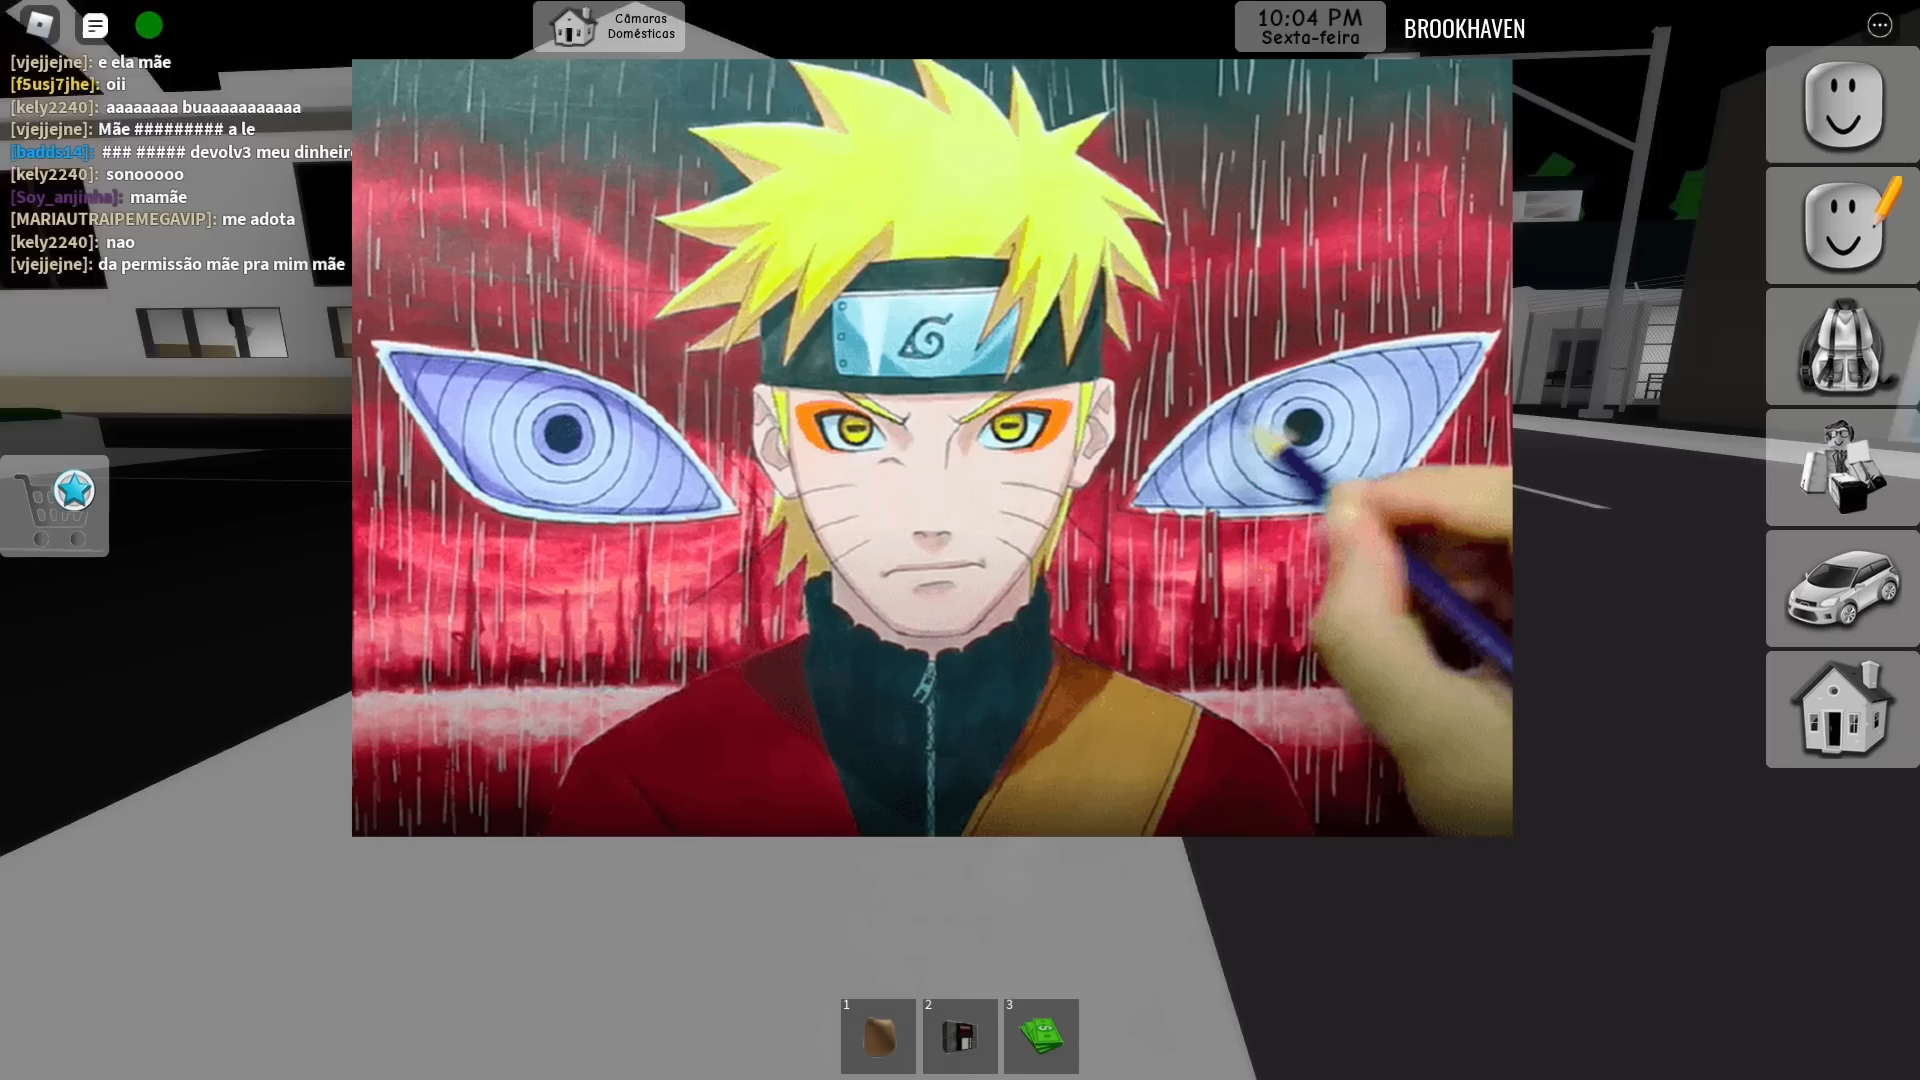 Câmaras
Domésticas
10:04 PM
Sexta-feira
BROOKHAVEN
[vjejjejne]: e ela mãe
[f5usj7jhe]: oii
[kely2240]: aaaaaaaa buaaaaaaaaaaa
[vjejjejne]: Mãe ######### a le
[badds14]: ### ##### devolv3 meu dinheiro
[kely2240]: sonooooo
[Soy_anjinha]: mamãe
[MARIAUTRAIPEMEGAVIP]: me adota
[kely2240]: nao
[vjejjejne]: da permissão mãe pra mim mãe
1
2
3